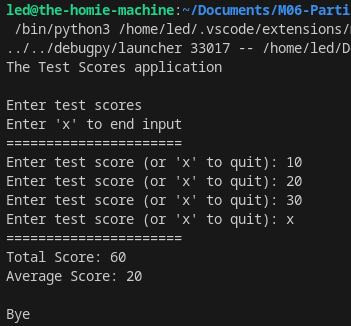 led@the-homie-machine:~/Documents/M06-Parti
/bin/python3 /home/led/.vscode/extensions/
../../debugpy/launcher 33017 -- /home/led/D
The Test Scores application
Enter test scores
Enter 'x' to end input
======================
Enter test score (or 'x' to quit): 10
Enter test score (or 'x' to quit): 20
Enter test score (or 'x' to quit): 30
Enter test score (or 'x' to quit): x
======================
Total Score: 60
Average Score: 20
Bye